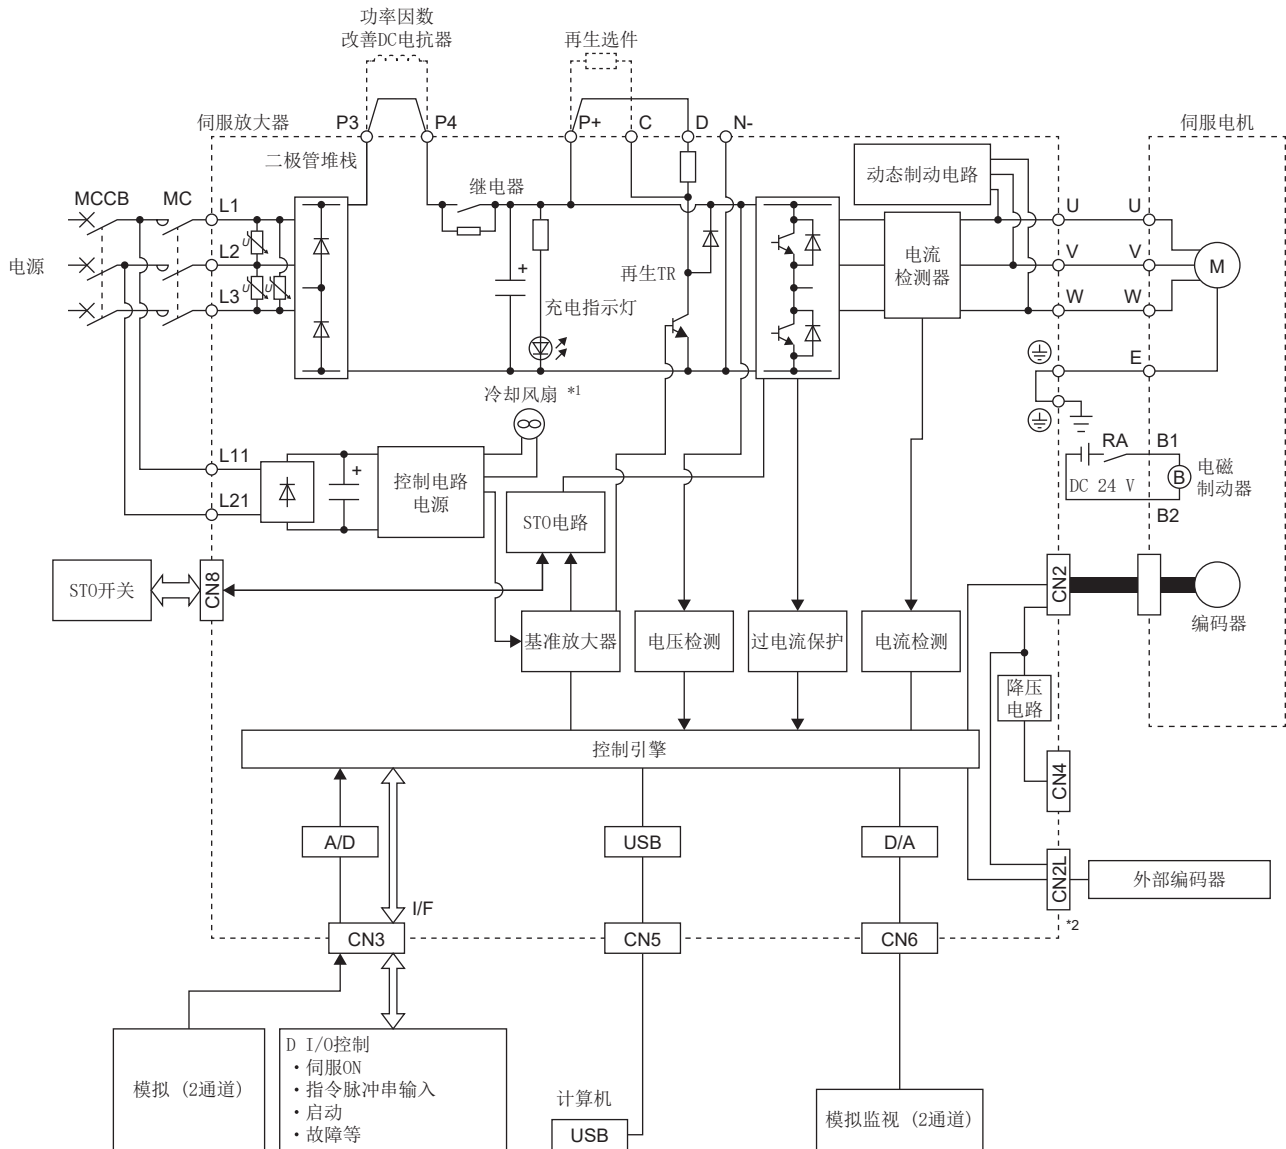 功率因数
改善DC电抗器
再生选件
伺服放大器
P3
P4
P+
C
D
N-
伺服电机
二极管堆栈
继电器
动态制动电路
MCCB
MC
L1
L2
L3
U
U
U
电源
+
再生TR
充电指示灯
电流
检测器
U
V
W
U
V
W
M
E
冷却风扇 *1
L11
L21
+
控制电路
电源
STO电路
RA
DC 24 V
B1
B
B2
电磁
制动器
STO开关
CN8
CN2
编码器
基准放大器
电压检测
过电流保护
电流检测
降压
电路
控制引擎
CN4
A/D
USB
D/A
CN2L
外部编码器
*2
I/F
CN3
CN5
CN6
模拟 (2通道)
D I/O控制
・伺服ON
・指令脉冲串输入
・启动
・故障等
计算机
USB
模拟监视 (2通道)